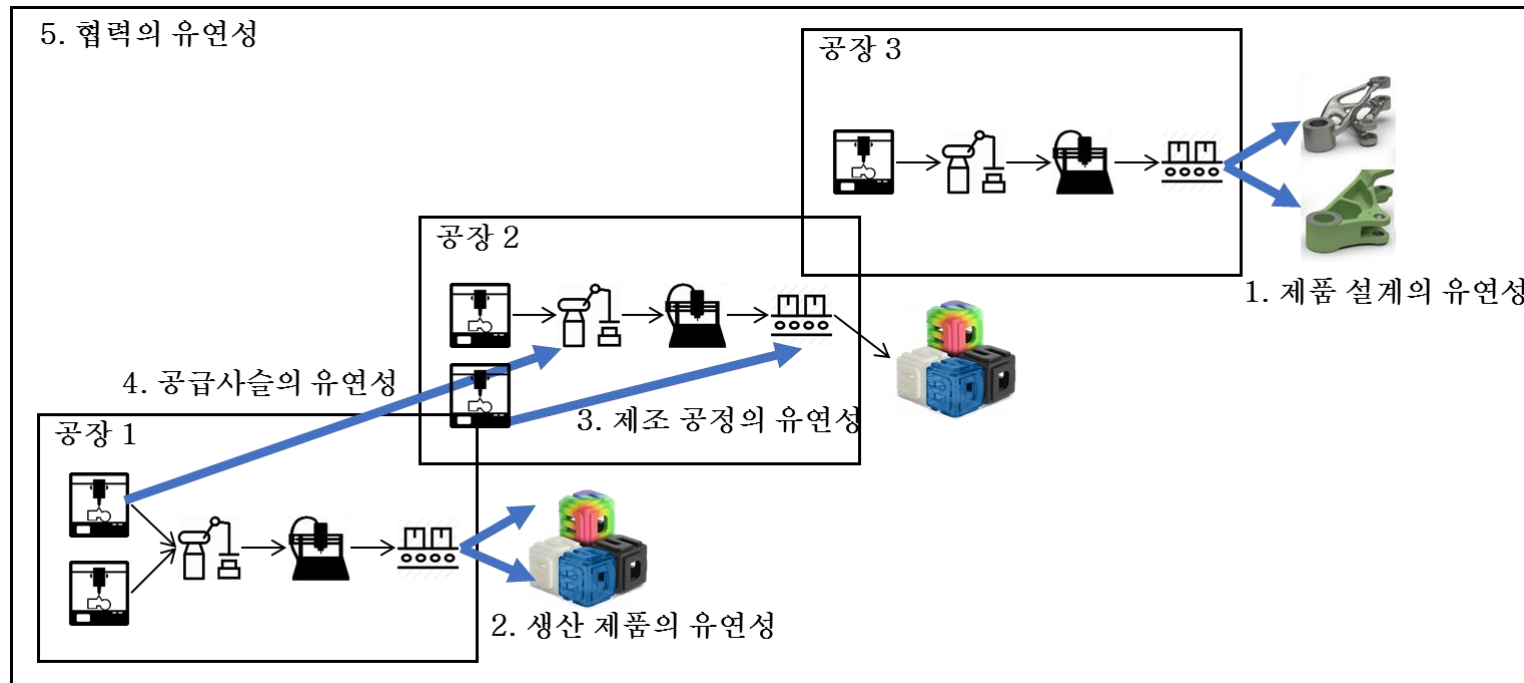 5. 협력의 유연성
공장 3
공장 2
1. 제품 설계의 유연성
4. 공급사슬의 유연성
3. 제조 공정의 유연성
공장 1
2. 생산 제품의 유연성